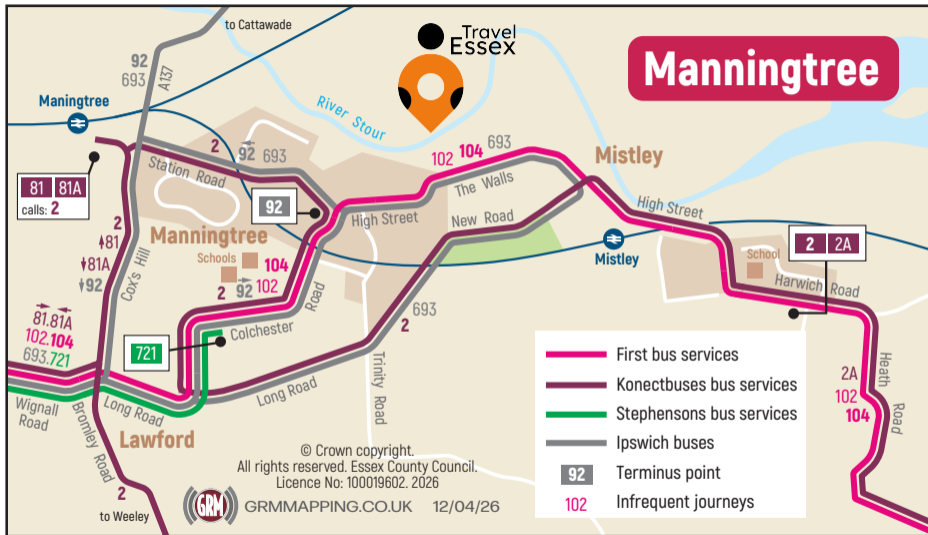 to Cattawade
Travel
Essex
Manningtree
92
693
A137
Maningtree
River Stour
2
92
693
102 104 693
Mistley
Station Road
The Walls
81 81A
calls: 2
92
High Street
New Road
High Street
2
81
81A
92
Cox's Hill
Manningtree
Schools
104
92
102
2
Mistley
2 2A
School
Harwich Road
Road
Colchester
693
2
81.81A
102.104
693.721
721
Trinity Road
Long Road
Wignall
Road
Long Road
Lawford
Bromley Road
2
to Weeley
2A
102
104
Heath
Road
First bus services
Konectbuses bus services
Stephensons bus services
Ipswich buses
92 Terminus point
102 Infrequent journeys
© Crown copyright.
All rights reserved. Essex County Council.
Licence No: 100019602. 2026
GRM
GRMMAPPING.CO.UK 12/04/26